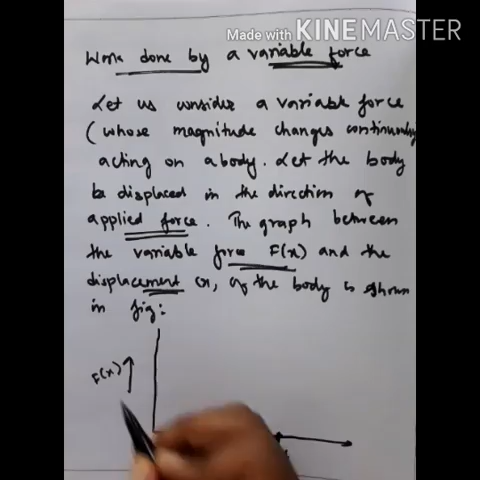 Made with KINEMASTER
Work done by a variable force
Let us consider a variable force
(whose magnitude changes continuously
acting on a body. Let the body
be displaced in the direction of
applied force. The graph between
the variable force F(x) and the
displacement (x, of the body is shown
in fig:
F(x)